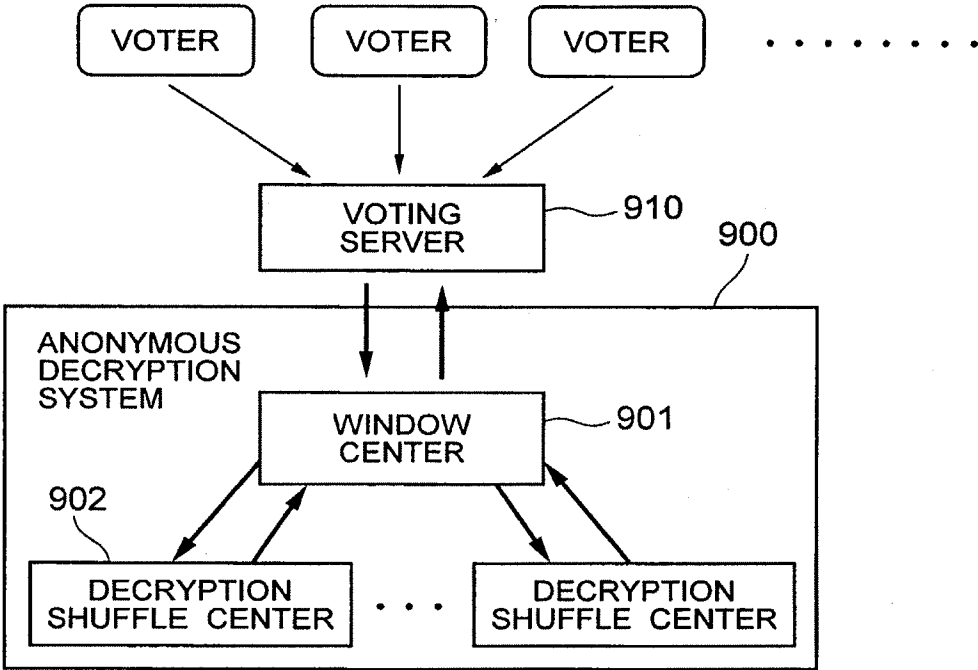 VOTER
VOTER
VOTER
VOTING
SERVER
910
900
ANONYMOUS
DECRYPTION
SYSTEM
WINDOW
CENTER
901
902
DECRYPTION
SHUFFLE CENTER
DECRYPTION
SHUFFLE CENTER